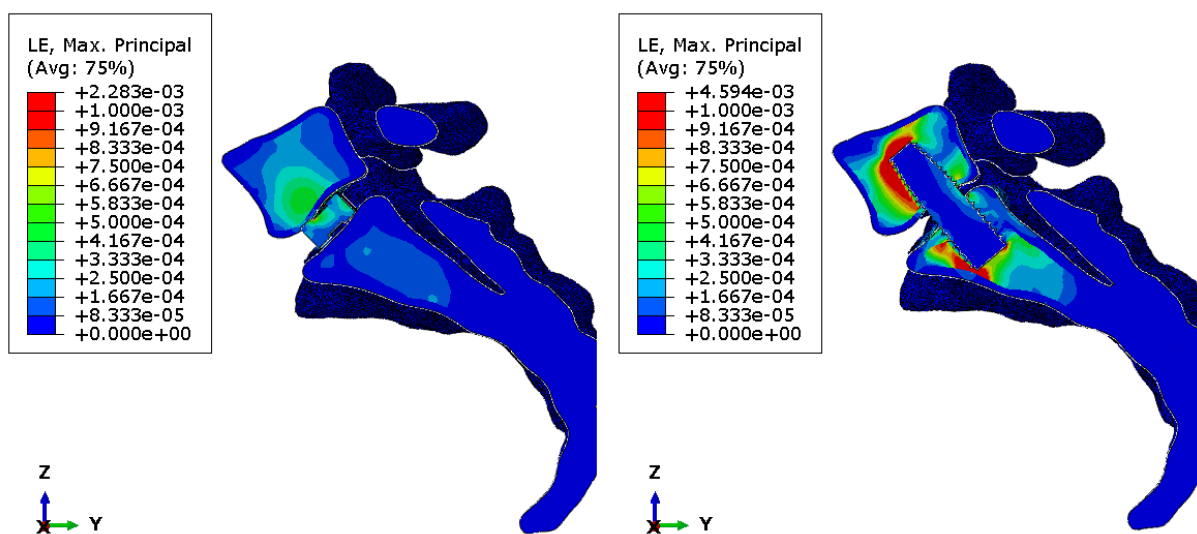 LE, Max. Principal
(Avg: 75%)
+2.283e-03
+1.000e-03
+9.167e-04
+8.333e-04
+7.500e-04
+6.667e-04
+5.833e-04
+5.000e-04
+4.167e-04
+3.333e-04
+2.500e-04
+1.667e-04
+8.333e-05
+0.000e+00
Z
X
Y
LE, Max. Principal
(Avg: 75%)
+4.594e-03
+1.000e-03
+9.167e-04
+8.333e-04
+7.500e-04
+6.667e-04
+5.833e-04
+5.000e-04
+4.167e-04
+3.333e-04
+2.500e-04
+1.667e-04
+8.333e-05
+0.000e+00
Z
X
Y